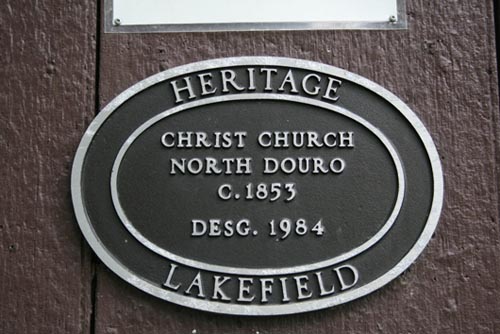 HERITAGE
CHRIST CHURCH
NORTH DOURO
C.1853
DESG. 1984
LAKEFIELD